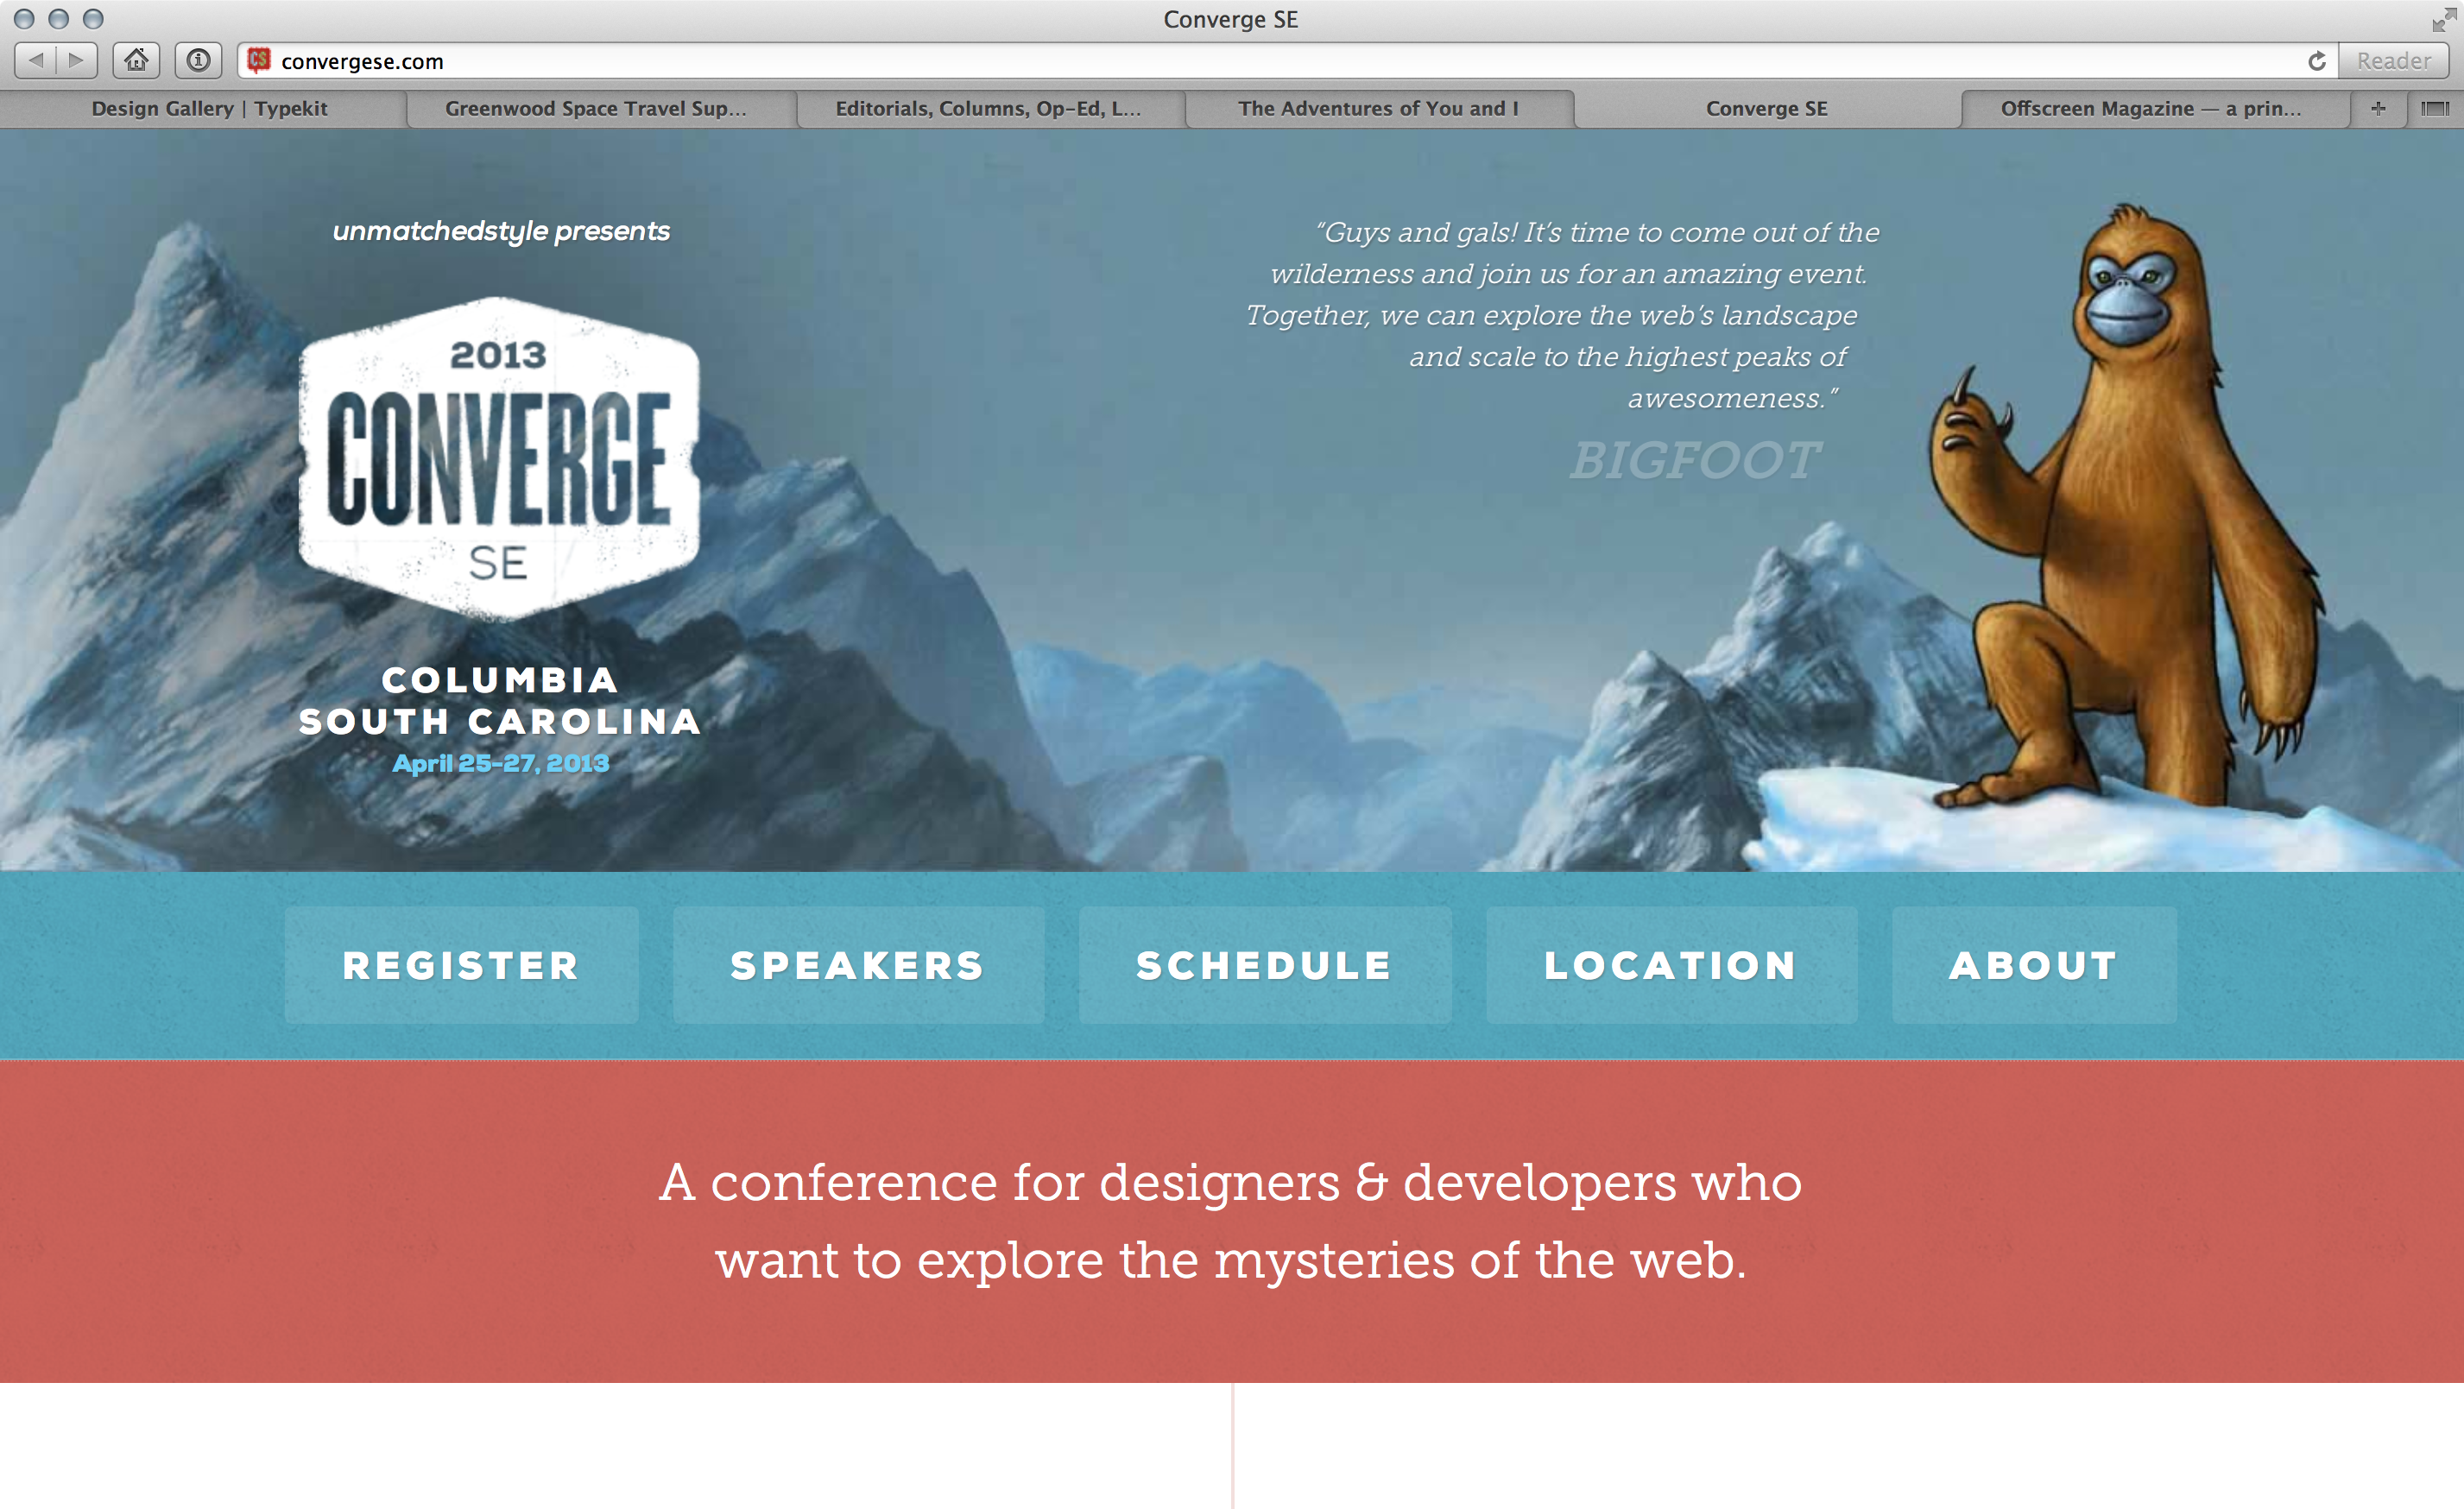 Converge SE
convergese.com
Reader
Design Gallery | Typekit
Greenwood Space Travel Sup...
Editorials, Columns, Op-Ed, L...
The Adventures of You and I
Converge SE
Offscreen Magazine — a prin...
unmatchedstyle presents
2013
CONVERGE
SE
COLUMBIA
SOUTH CAROLINA
April 25-27, 2013
“Guys and gals! It’s time to come out of the
wilderness and join us for an amazing event.
Together, we can explore the web’s landscape
and scale to the highest peaks of
awesomeness.”
BIGFOOT
REGISTER
SPEAKERS
SCHEDULE
LOCATION
ABOUT
A conference for designers & developers who
want to explore the mysteries of the web.